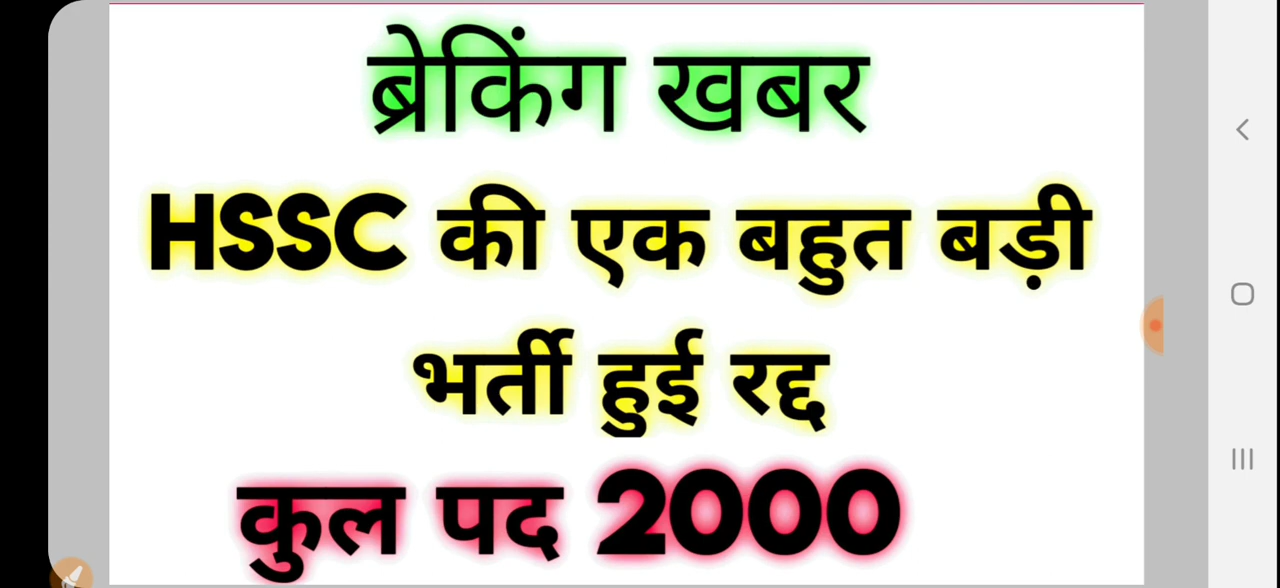 ब्रेकिंग खबर
HSSC की एक बहुत बड़ी
भर्ती हुई रद्द
कुल पद 2000